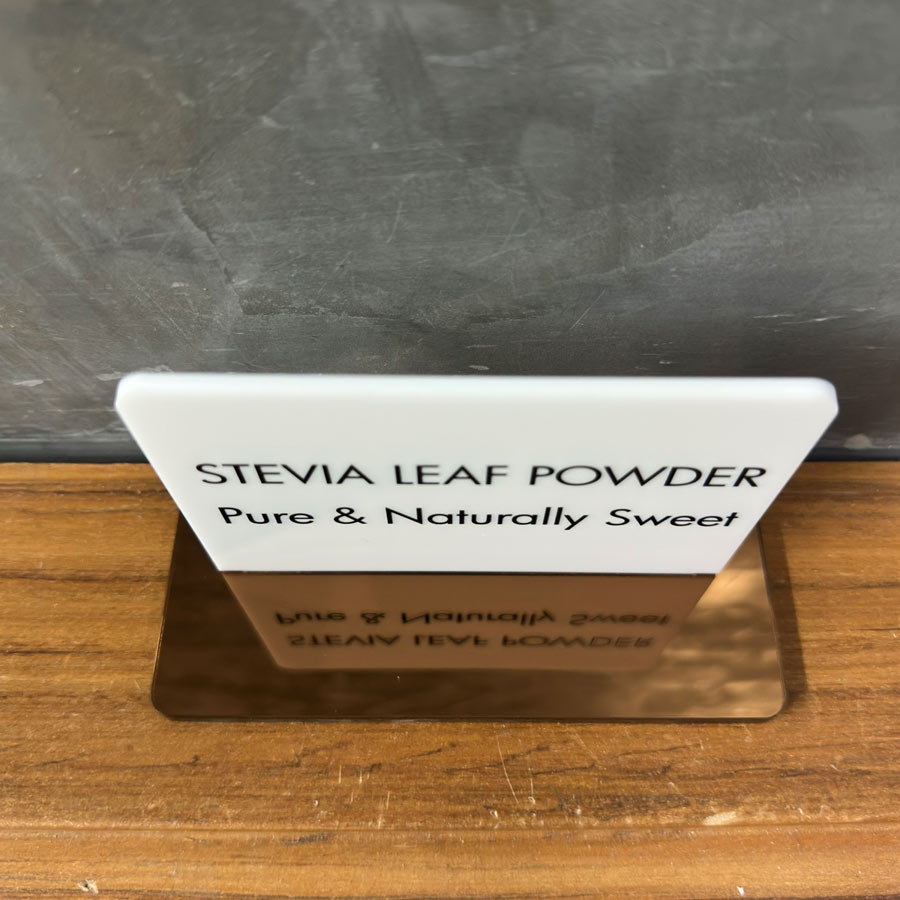 STEVIA LEAF POWDER
Pure & Naturally Sweet